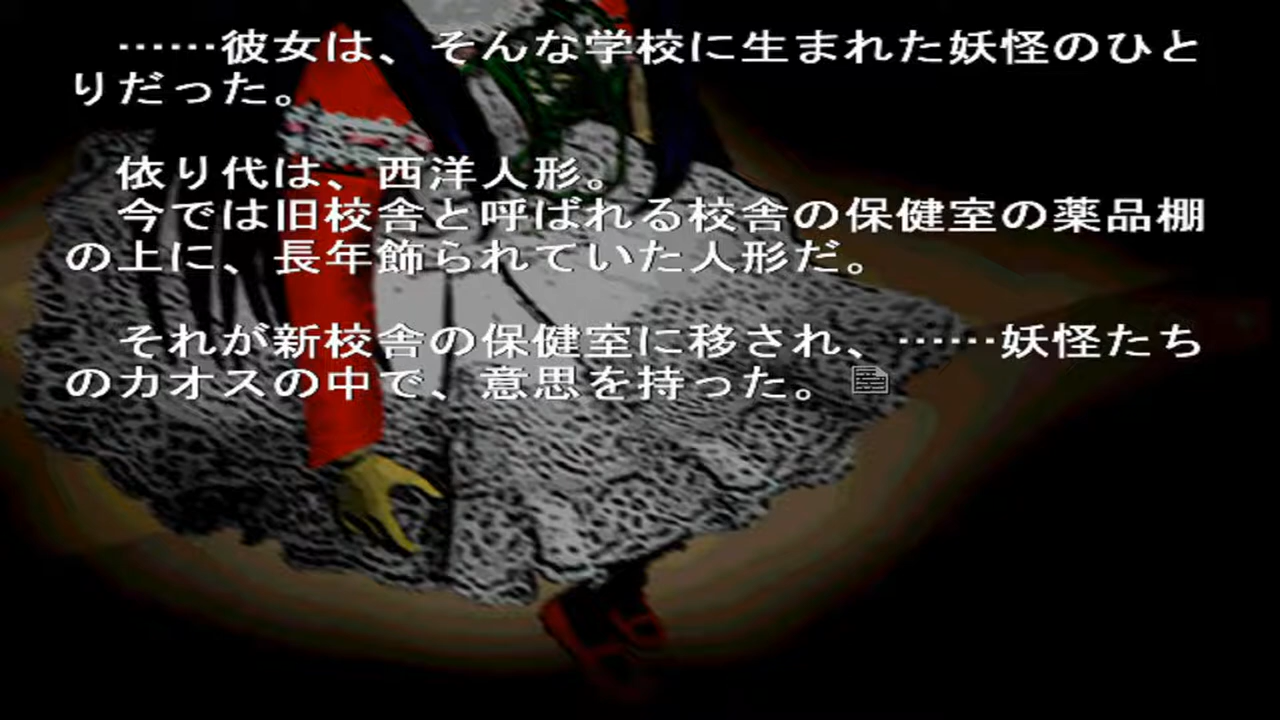 ……彼女は、そんな学校に生まれた妖怪のひと
りだった。
依り代は、西洋人形。
今では旧校舎と呼ばれる校舎の保健室の薬品棚
の上に、長年飾られていた人形だ。
それが新校舎の保健室に移され、……妖怪たち
のカオスの中で、意思を持った。